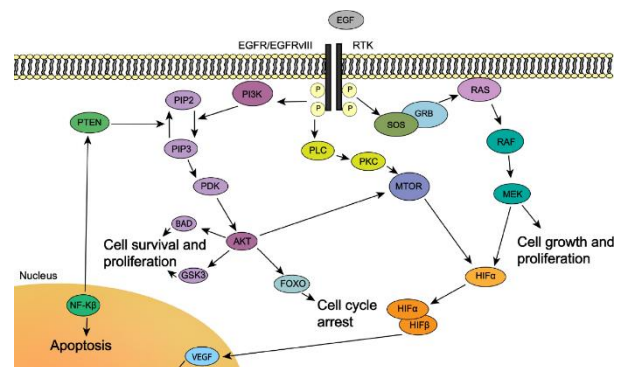 EGF
EGFR/EGFRvIII
RTK
P
P
P
P
PI3K
PIP2
PTEN
PIP3
SOS
GRB
RAS
PLC
PKC
RAF
PDK
MTOR
MEK
BAD
AKT
Cell survival and
proliferation
GSK3
FOXO
Cell growth and
proliferation
HIFα
Nucleus
NF-Kβ
Cell cycle
arrest
HIFα
HIFβ
Apoptosis
VEGF